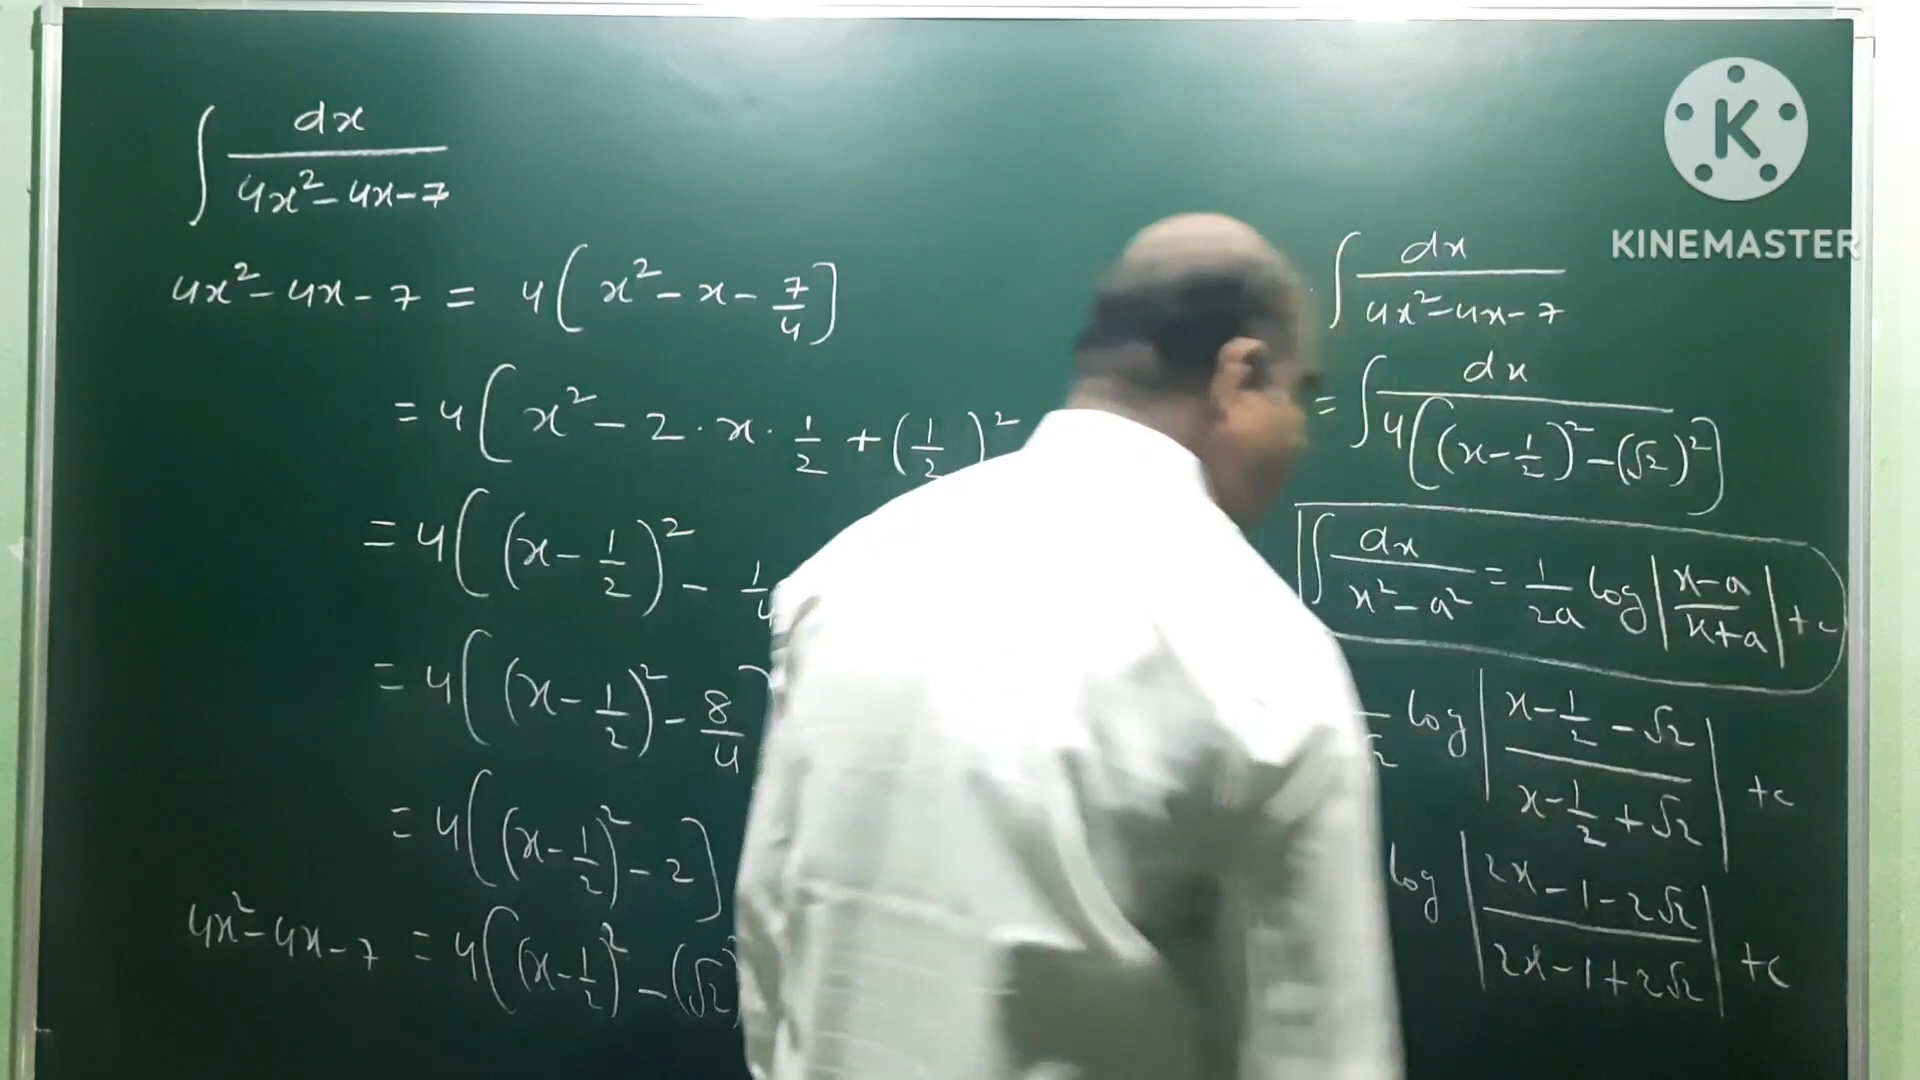 ∫ dx / (4x² - 4x - 7)
4x² - 4x - 7 = 4[x² - x - 7/4]
= 4[x² - 2 · x · 1/2 + (1/2)²
= 4[(x - 1/2)² - 1/4
= 4[(x - 1/2)² - 8/4]
= 4[(x - 1/2)² - 2]
4x² - 4x - 7 = 4[(x - 1/2)² - (√2)
K
KINEMASTER
∫ dx / (4x² - 4x - 7)
= ∫ dx / 4[(x - 1/2)² - (√2)²]
∫ dx / (x² - a²) = 1/2a log |(x - a)/(x + a)| + c
log |(x - 1/2 - √2)/(x - 1/2 + √2)| + c
log |(2x - 1 - 2√2)/(2x - 1 + 2√2)| + c